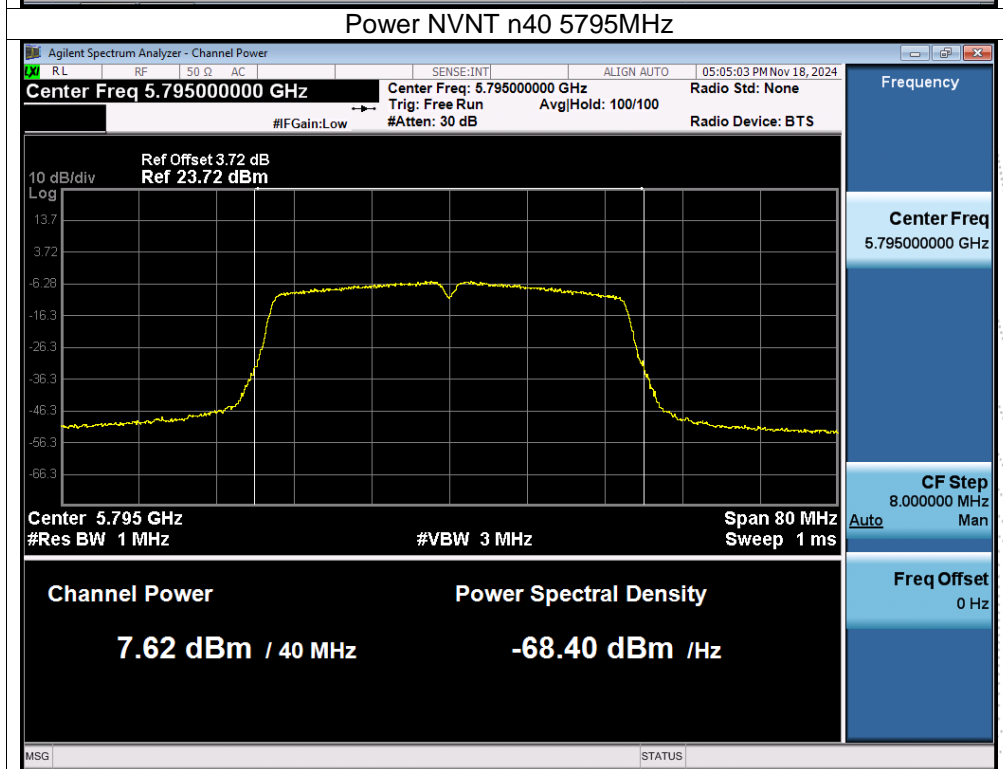 Power NVNT n40 5795MHz
Agilent Spectrum Analyzer - Channel Power
LXI RL RF 50 Ω AC SENSE:INT ALIGN AUTO 05:05:03 PM Nov 18, 2024
Center Freq 5.795000000 GHz
Center Freq: 5.795000000 GHz
Radio Std: None
Trig: Free Run Avg|Hold: 100/100
#IFGain:Low
#Atten: 30 dB
Radio Device: BTS
Ref Offset 3.72 dB
10 dB/div Ref 23.72 dBm
Log
13.7
3.72
-6.28
-16.3
-26.3
-36.3
-46.3
-56.3
-66.3
Center 5.795 GHz Span 80 MHz
#Res BW 1 MHz #VBW 3 MHz Sweep 1 ms
Channel Power Power Spectral Density
7.62 dBm / 40 MHz -68.40 dBm /Hz
Frequency
Center Freq
5.795000000 GHz
CF Step
8.000000 MHz
Auto Man
Freq Offset
0 Hz
MSG STATUS